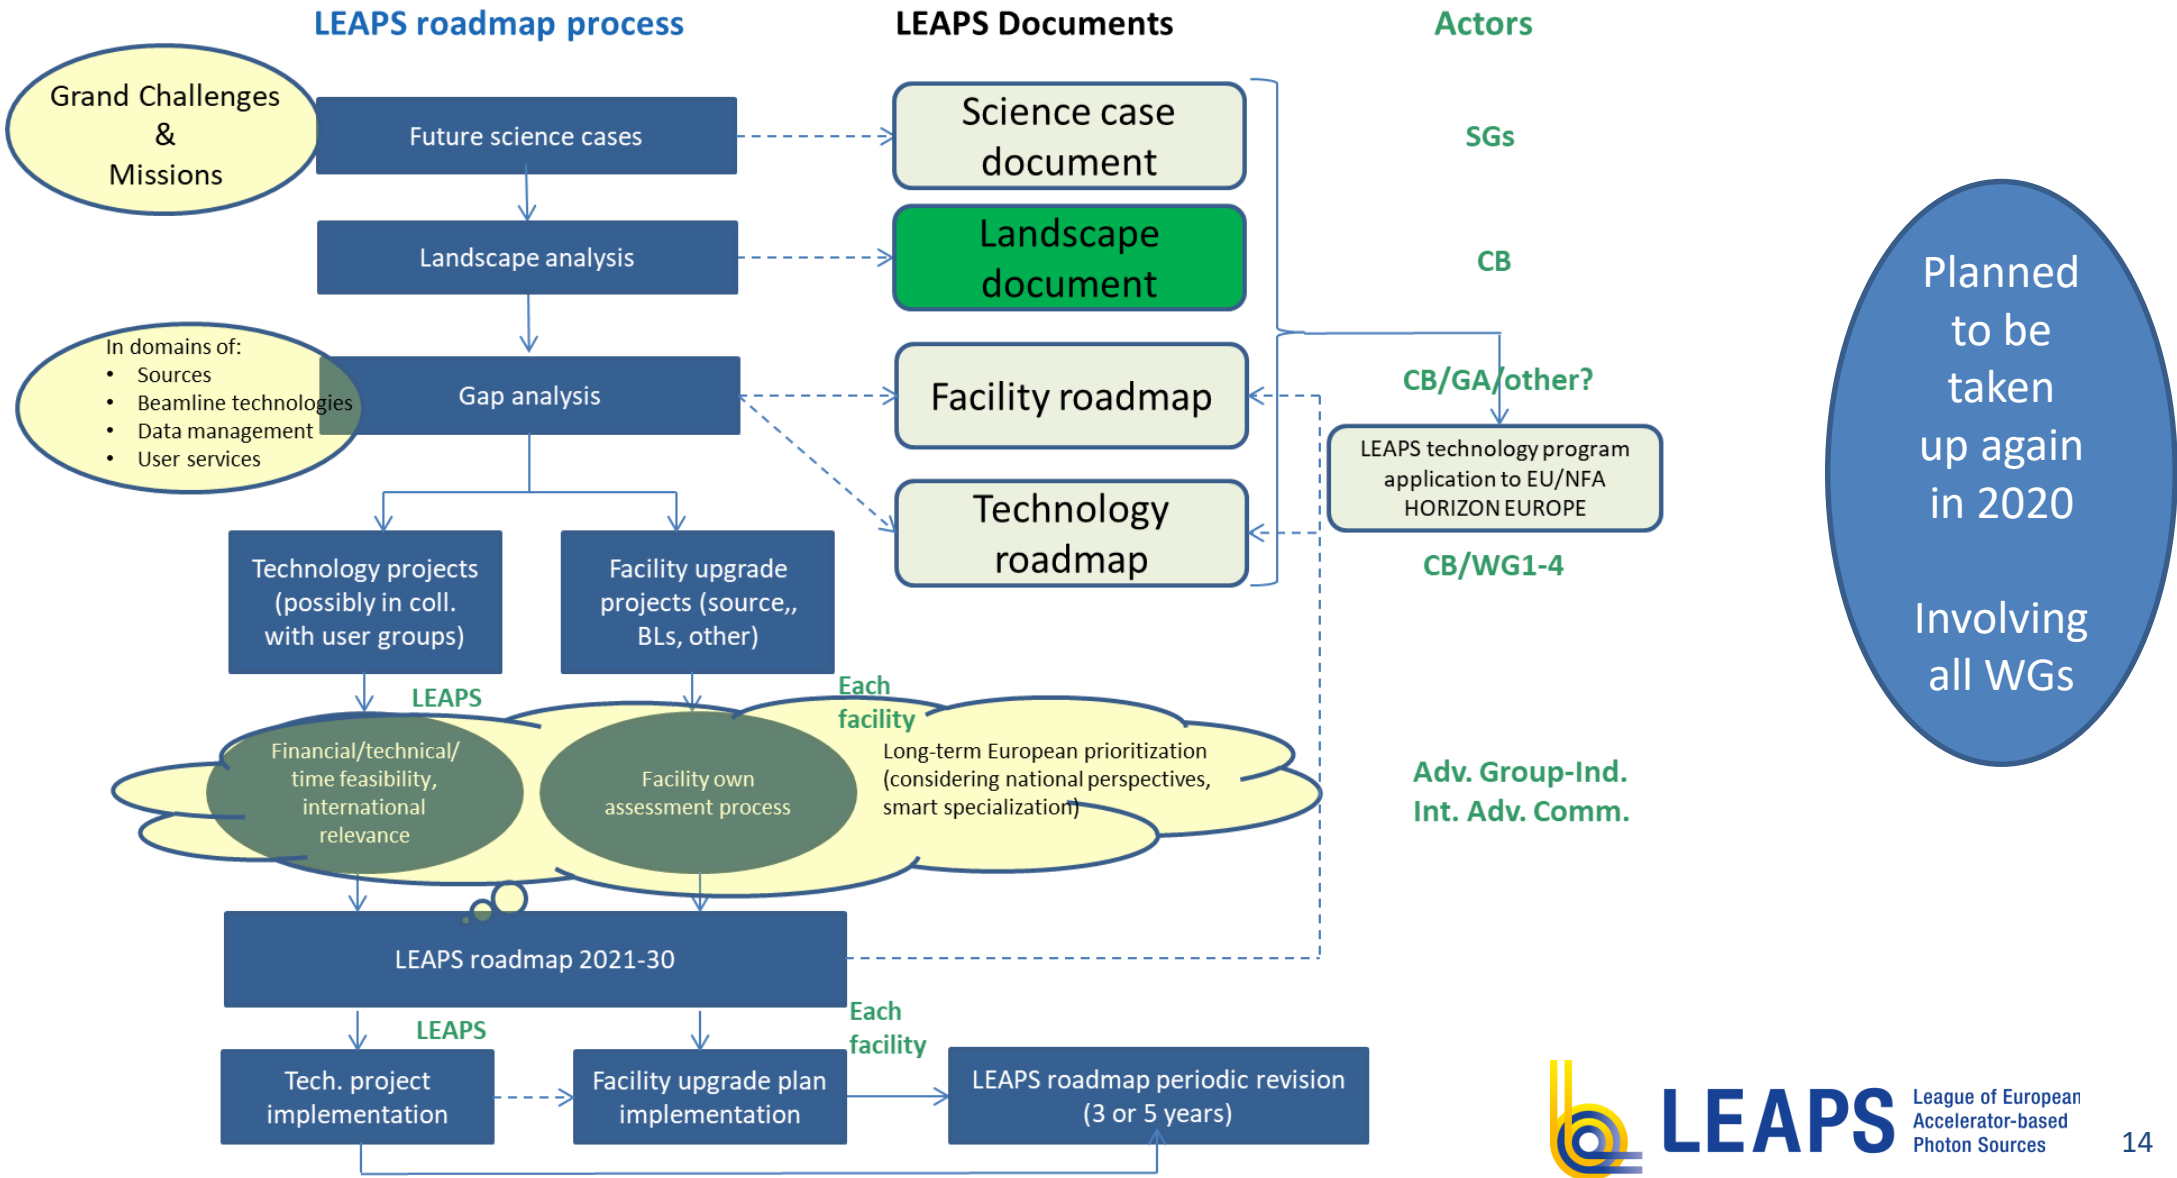 LEAPS roadmap process
LEAPS Documents
Actors
Grand Challenges
&
Missions
Future science cases
Science case
document
SGs
Landscape analysis
Landscape
document
CB
In domains of:
• Sources
• Beamline technologies
• Data management
• User services
Gap analysis
Facility roadmap
CB/GA/other?
LEAPS technology program
application to EU/NFA
HORIZON EUROPE
Technology
roadmap
CB/WG1-4
Technology projects
(possibly in coll.
with user groups)
Facility upgrade
projects (source,,
BLs, other)
LEAPS
Each
facility
Financial/technical/
time feasibility,
international
relevance
Facility own
assessment process
Long-term European prioritization
(considering national perspectives,
smart specialization)
Adv. Group-Ind.
Int. Adv. Comm.
LEAPS roadmap 2021-30
LEAPS
Each
facility
Tech. project
implementation
Facility upgrade plan
implementation
LEAPS roadmap periodic revision
(3 or 5 years)
Planned
to be
taken
up again
in 2020
Involving
all WGs
LEAPS
League of European
Accelerator-based
Photon Sources
14